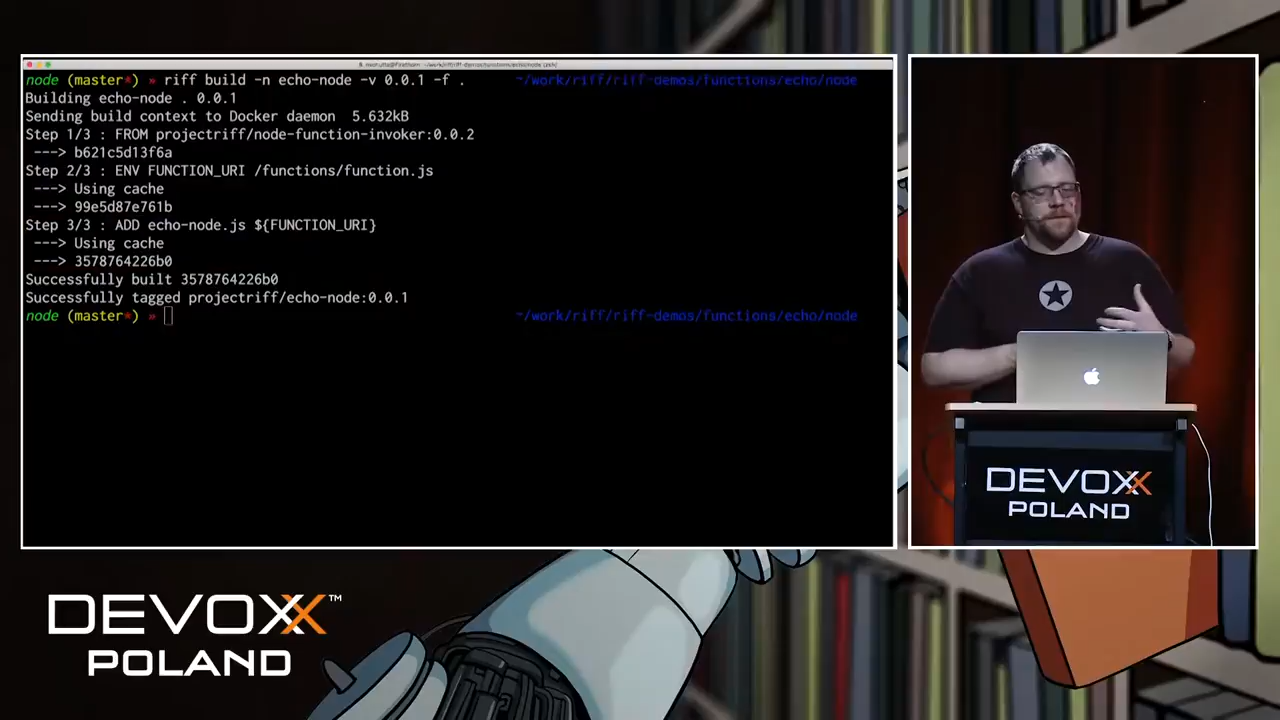 node (master*) » riff build -n echo-node -v 0.0.1 -f . ~/work/riff/riff-demos/functions/echo/node
Building echo-node . 0.0.1
Sending build context to Docker daemon  5.632kB
Step 1/3 : FROM projectriff/node-function-invoker:0.0.2
---> b621c5d13f6a
Step 2/3 : ENV FUNCTION_URI /functions/function.js
---> Using cache
---> 99e5d87e761b
Step 3/3 : ADD echo-node.js ${FUNCTION_URI}
---> Using cache
---> 3578764226b0
Successfully built 3578764226b0
Successfully tagged projectriff/echo-node:0.0.1
node (master*) » ~/work/riff/riff-demos/functions/echo/node
DEVOXX
POLAND
DEVOXX™
POLAND